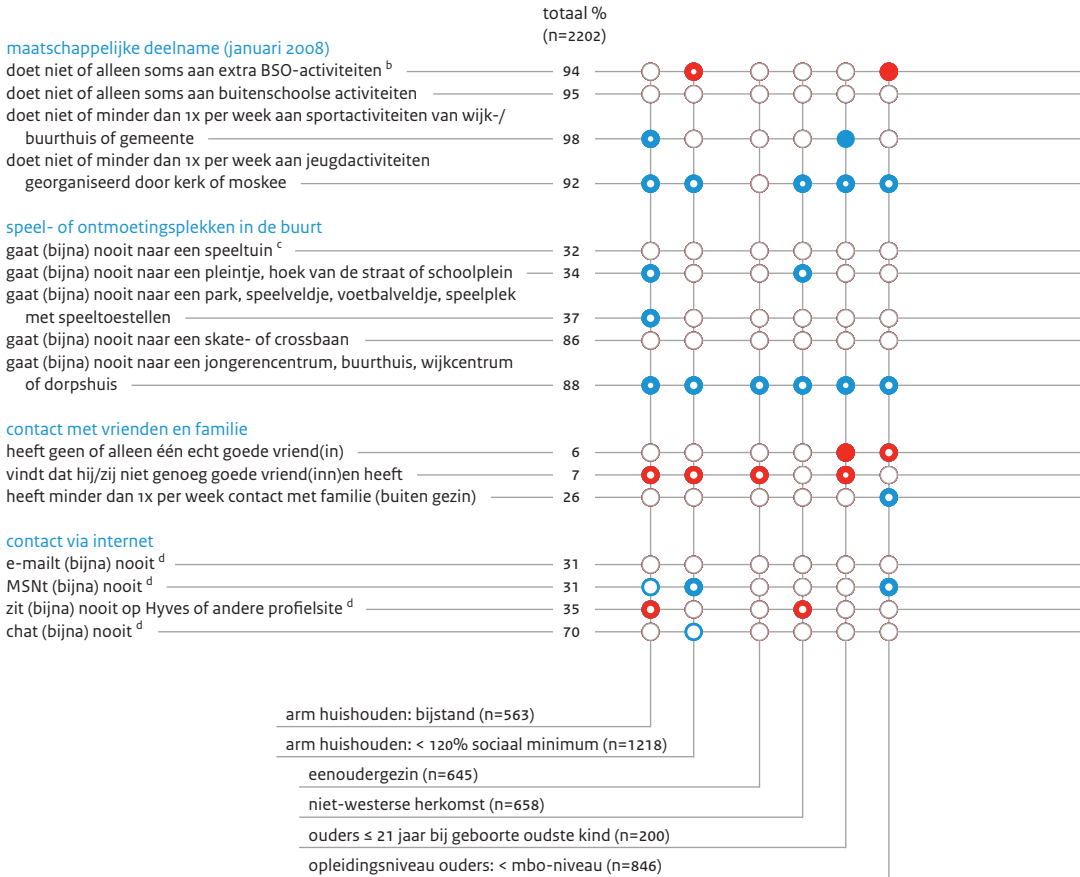 totaal %
(n=2202)
maatschappelijke deelname (januari 2008)
doet niet of alleen soms aan extra BSO-activiteiten b 94
doet niet of alleen soms aan buitenschoolse activiteiten 95
doet niet of minder dan 1x per week aan sportactiviteiten van wijk-/
buurthuis of gemeente 98
doet niet of minder dan 1x per week aan jeugdactiviteiten
georganiseerd door kerk of moskee 92
speel- of ontmoetingsplekken in de buurt
gaat (bijna) nooit naar een speeltuin c 32
gaat (bijna) nooit naar een pleintje, hoek van de straat of schoolplein 34
gaat (bijna) nooit naar een park, speelveldje, voetbalveldje, speelplek
met speeltoestellen 37
gaat (bijna) nooit naar een skate- of crossbaan 86
gaat (bijna) nooit naar een jongerencentrum, buurthuis, wijkcentrum
of dorpshuis 88
contact met vrienden en familie
heeft geen of alleen één echt goede vriend(in) 6
vindt dat hij/zij niet genoeg goede vriend(inn)en heeft 7
heeft minder dan 1x per week contact met familie (buiten gezin) 26
contact via internet
e-mailt (bijna) nooit d 31
MSNt (bijna) nooit d 31
zit (bijna) nooit op Hyves of andere profielsite d 35
chat (bijna) nooit d 70
arm huishouden: bijstand (n=563)
arm huishouden: < 120% sociaal minimum (n=1218)
eenoudergezin (n=645)
niet-westerse herkomst (n=658)
ouders ≤ 21 jaar bij geboorte oudste kind (n=200)
opleidingsniveau ouders: < mbo-niveau (n=846)